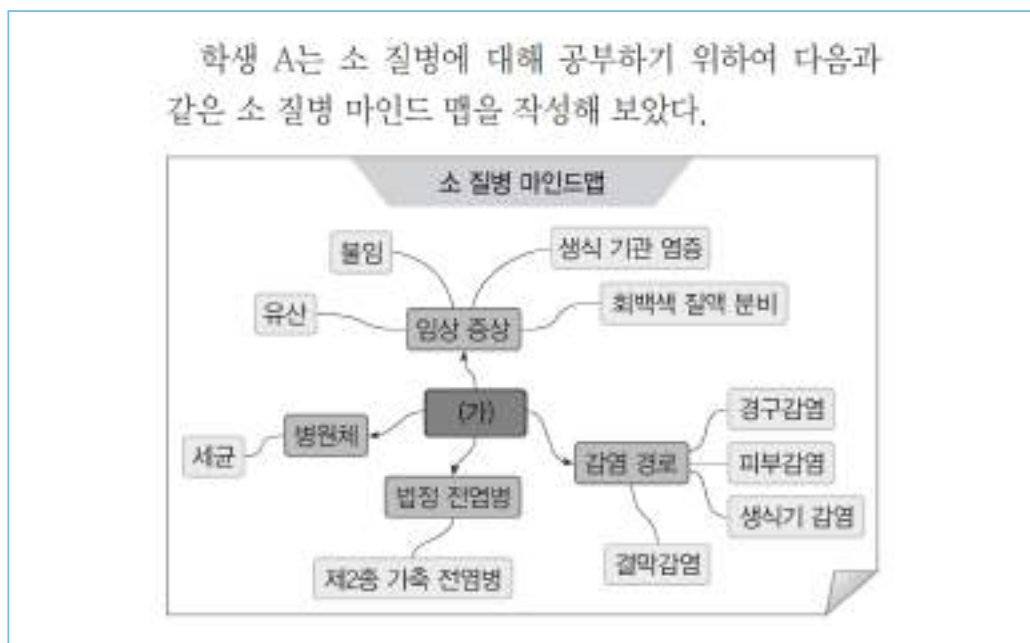 학생 A는 소 질병에 대해 공부하기 위하여 다음과
같은 소 질병 마인드 맵을 작성해 보았다.
소 질병 마인드맵
불임
생식 기관 염증
유산
임상 증상
회백색 질액 분비
(가)
경구감염
세균
병원체
감염 경로
피부감염
법정 전염병
생식기 감염
제2종 가축 전염병
결막감염